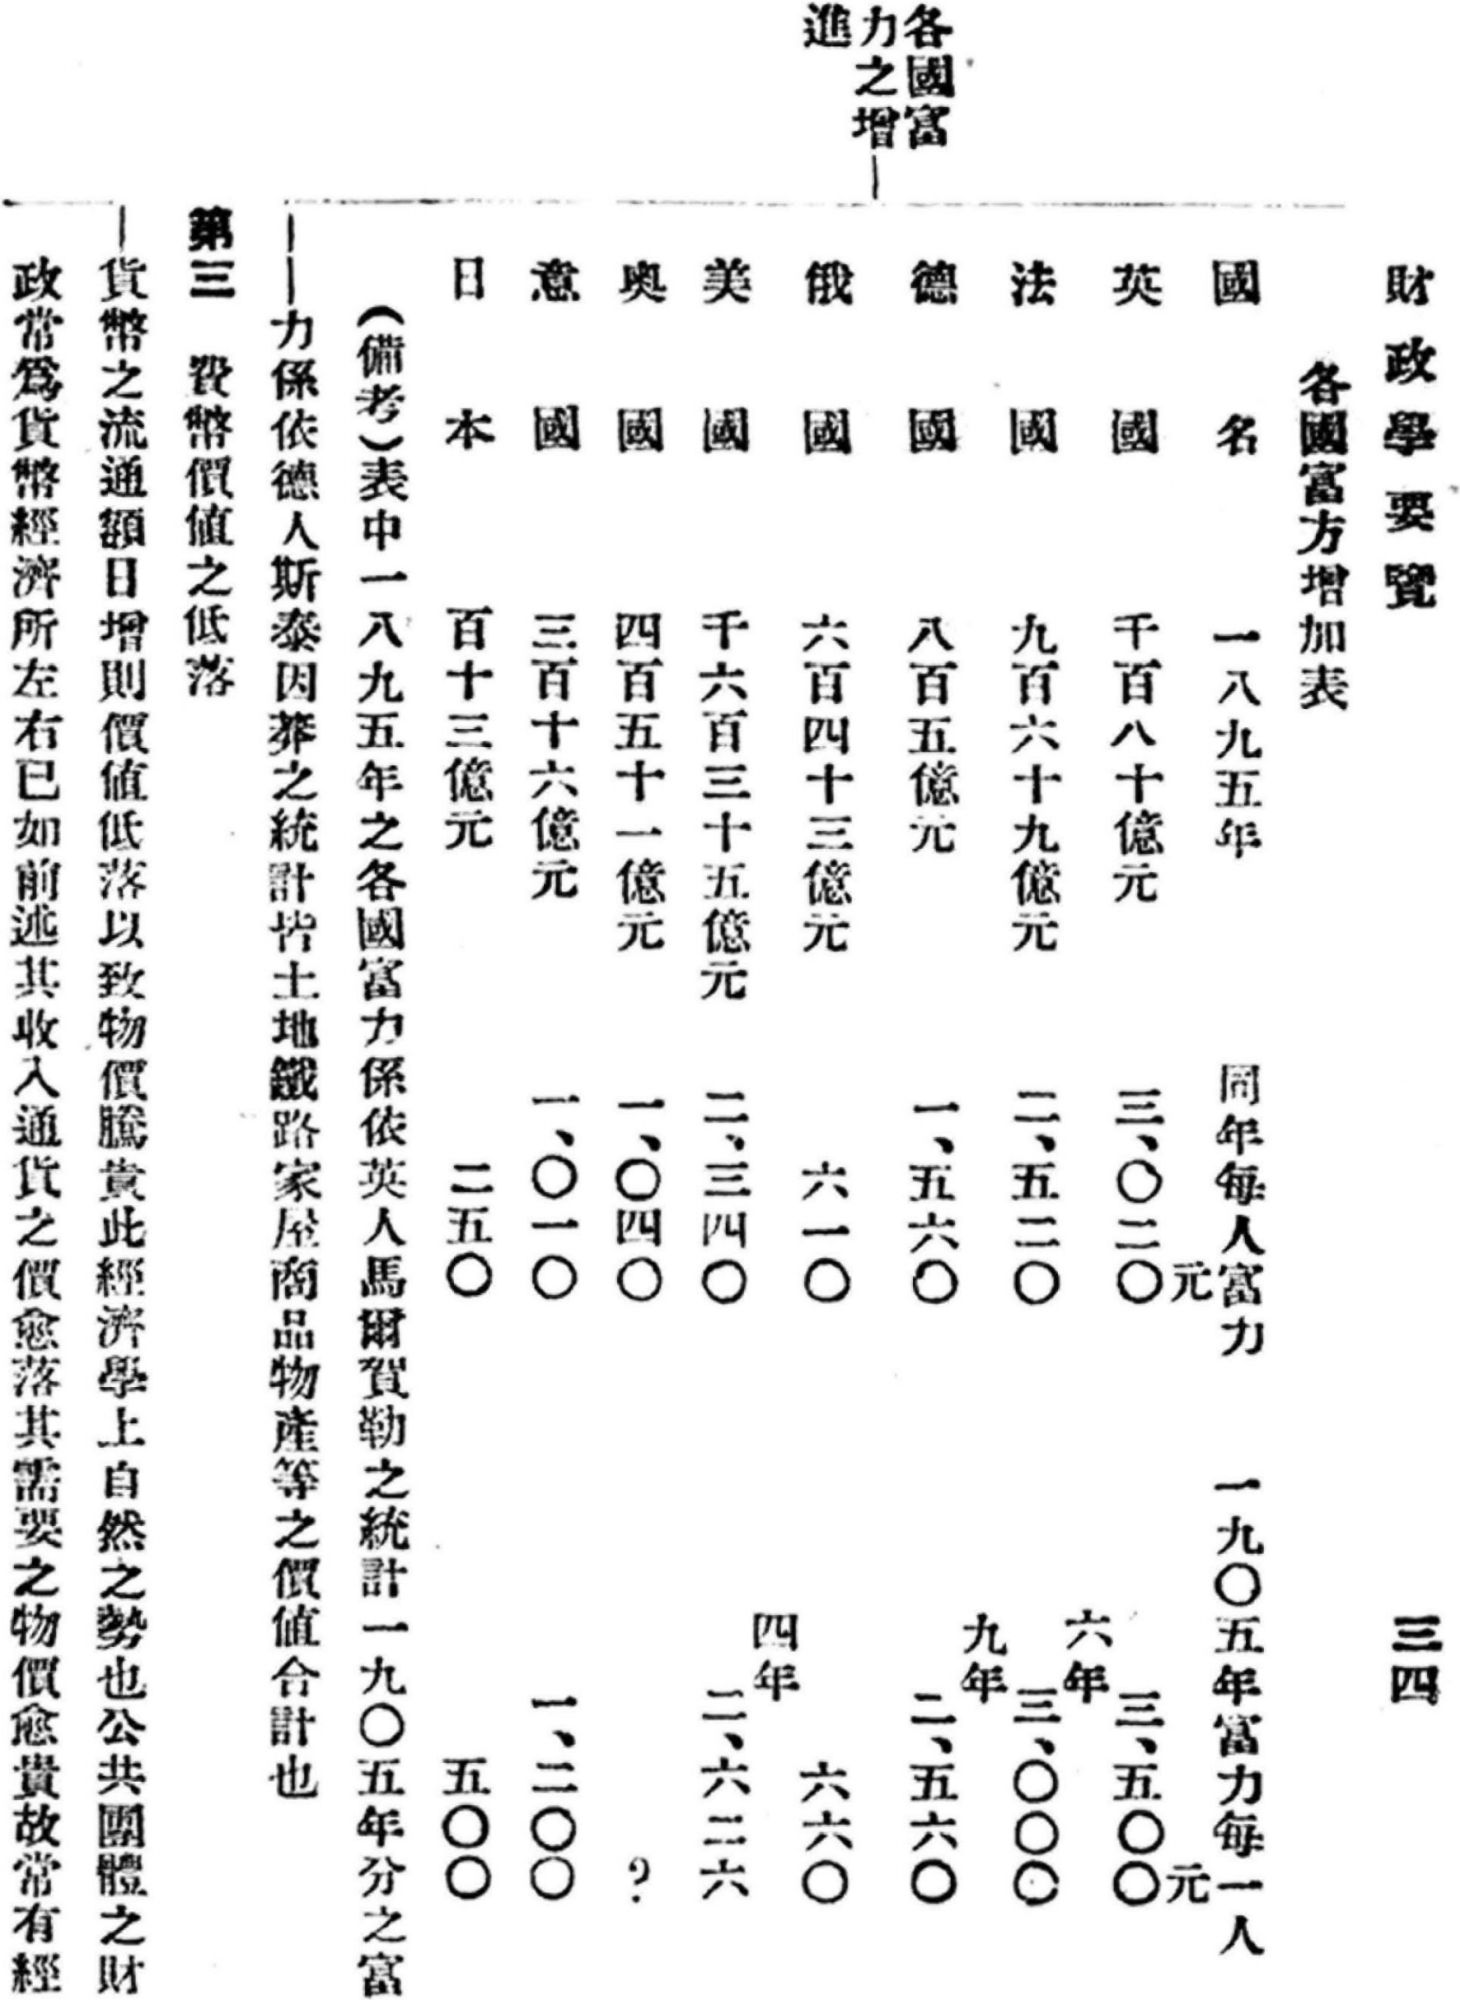 財政學要覽
三四
各國富力之增進
各國富方增加表
國名 一八九五年 同年每人富力 一九〇五年富力每一人
英國 千百八十億元 三、〇二〇元 三、五〇〇元
法國 九百六十九億元 二、五二〇 六年 三、〇〇〇
德國 八百五億元 一、五六〇 九年 二、五六〇
俄國 六百四十三億元 六一〇 六六〇
美國 千六百三十五億元 二、三四〇 四年 二、六二六
奧國 四百五十一億元 一、〇四〇 ?
意國 三百十六億元 一、〇一〇 一、二〇〇
日本 百十三億元 二五〇 五〇〇
(備考)表中一八九五年之各國富力係依英人馬爾賀勒之統計一九〇五年分之富
力係依德人斯泰因莽之統計皆土地鐵路家屋商品物產等之價值合計也
第三 貨幣價值之低落
貨幣之流通額日增則價值低落以致物價騰貴此經濟學上自然之勢也公共團體之財
政常爲貨幣經濟所左右已如前述其收入通貨之價愈落其需要之物價愈貴故常有經